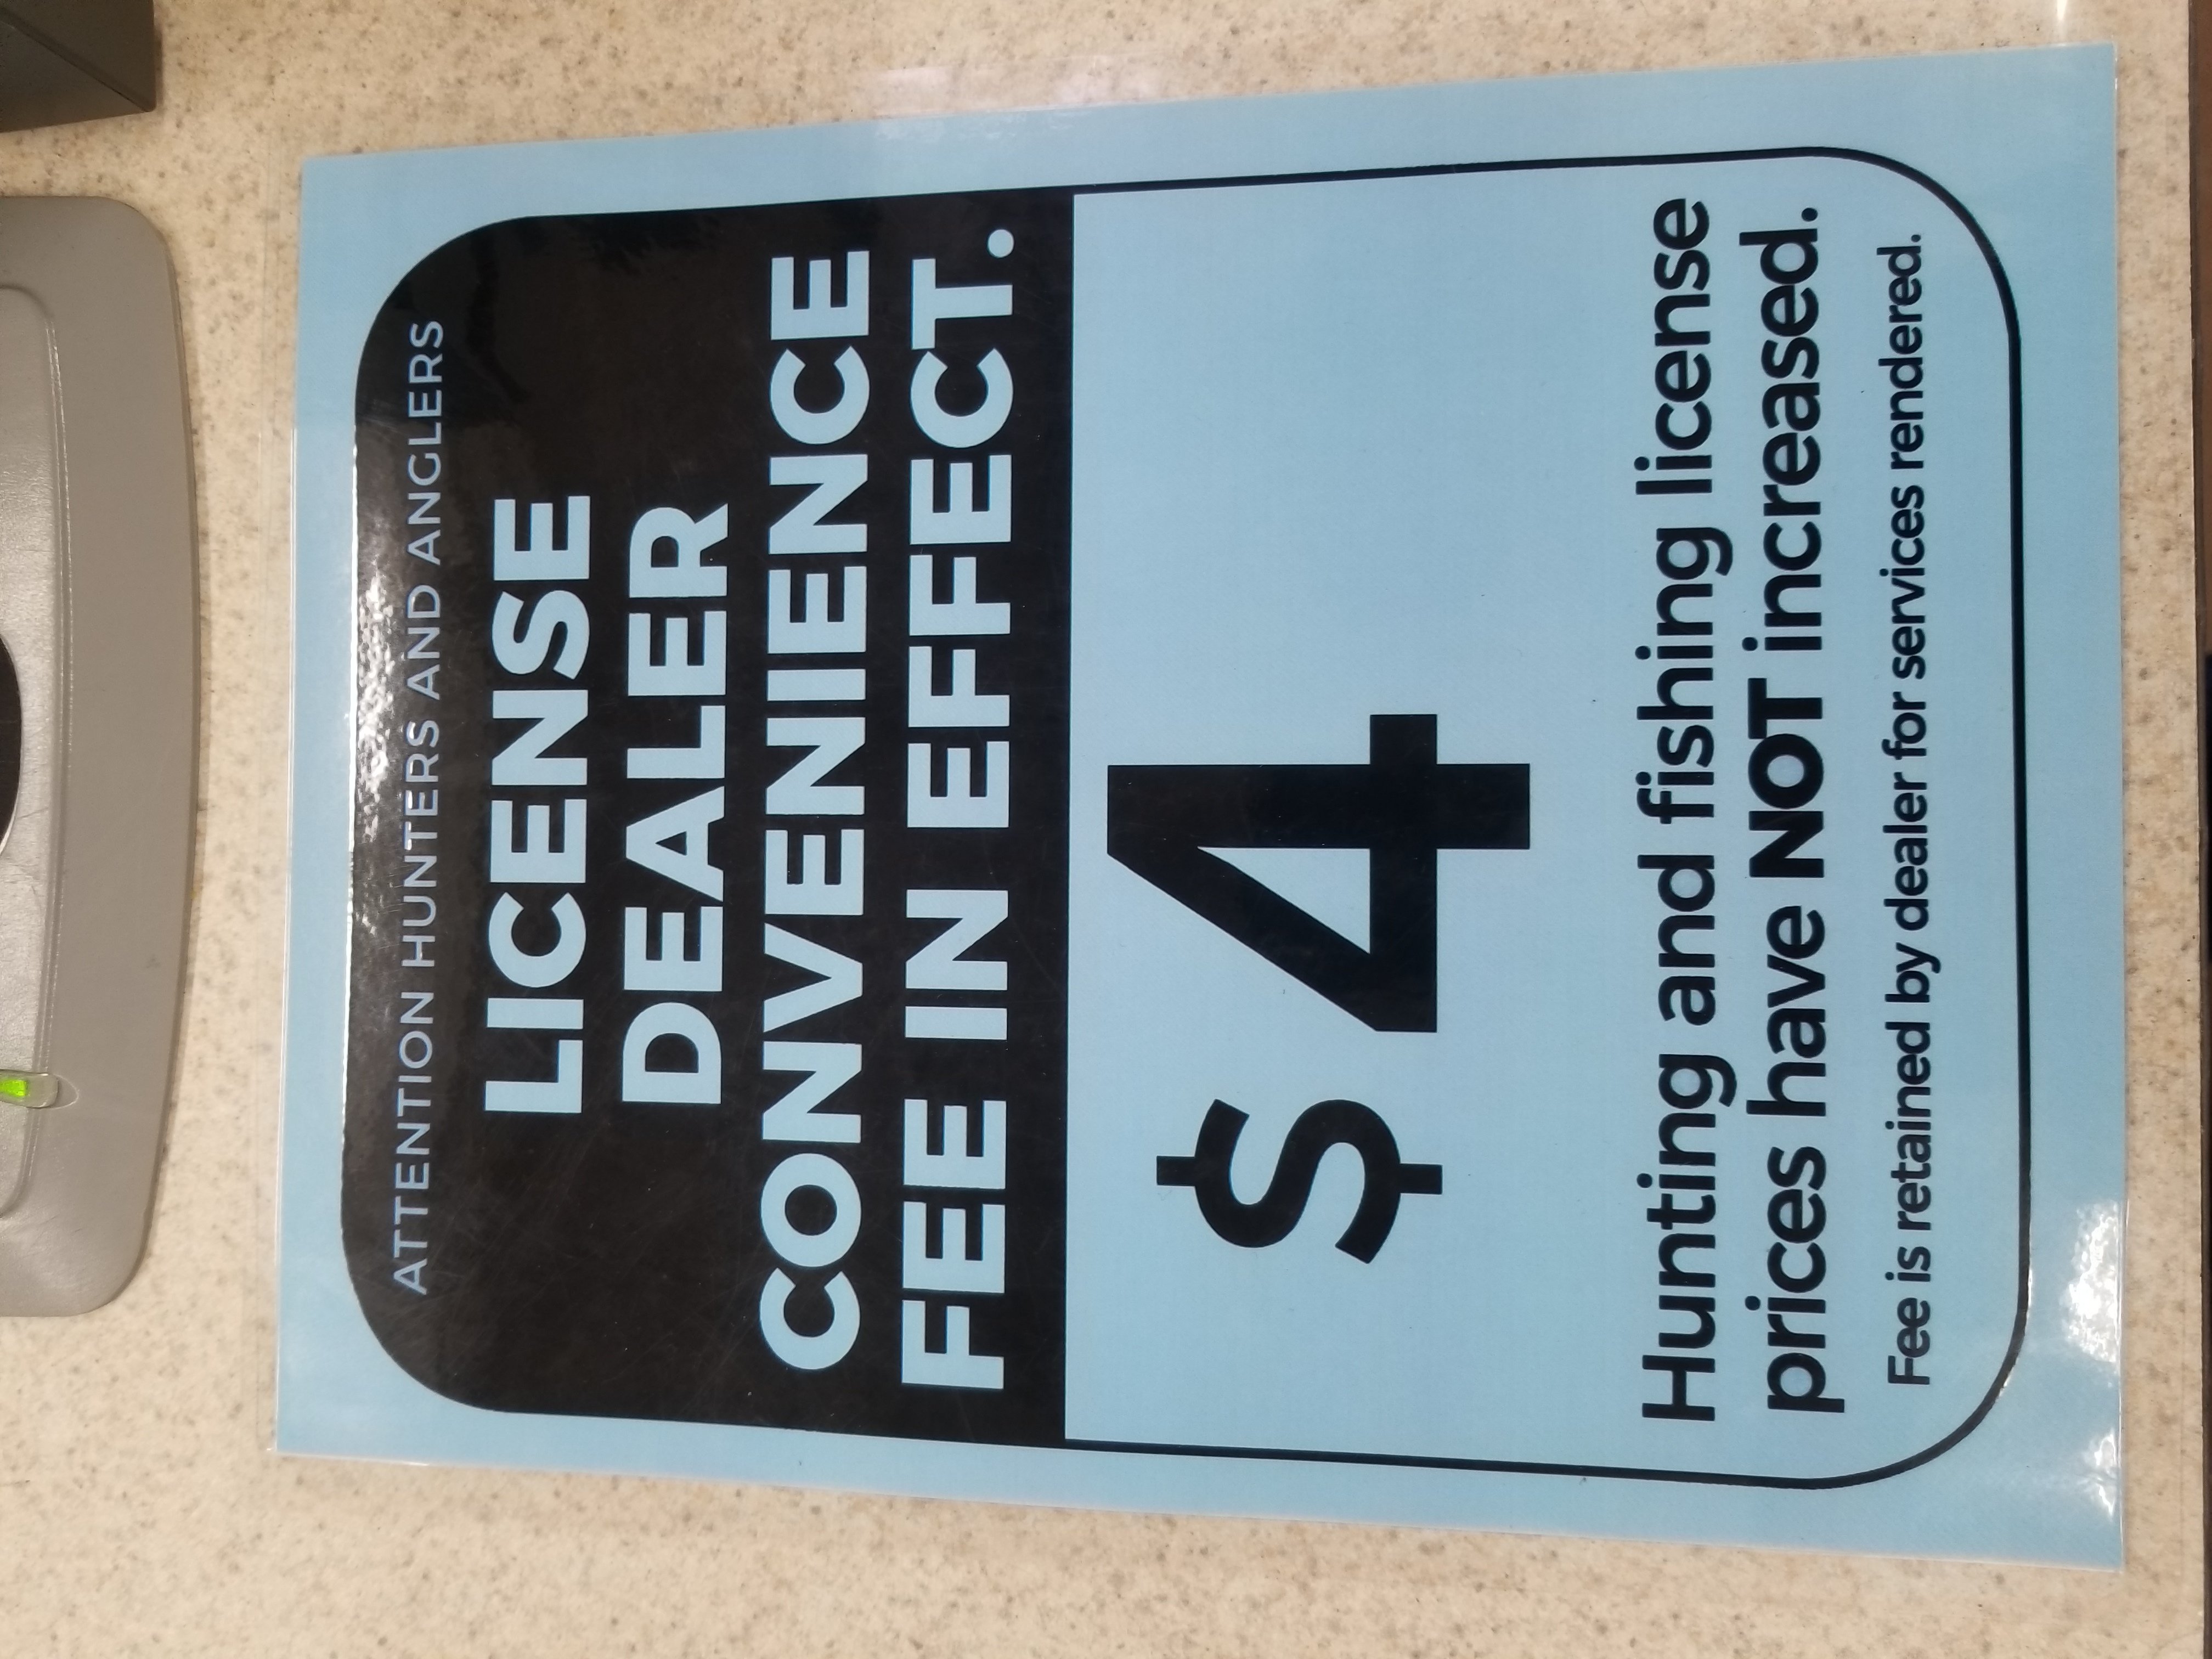 ATTENTION HUNTERS AND ANGLERS
LICENSE
DEALER
CONVENIENCE
FEE IN EFFECT.
$4
Hunting and fishing license
prices have NOT increased.
Fee is retained by dealer for services rendered.